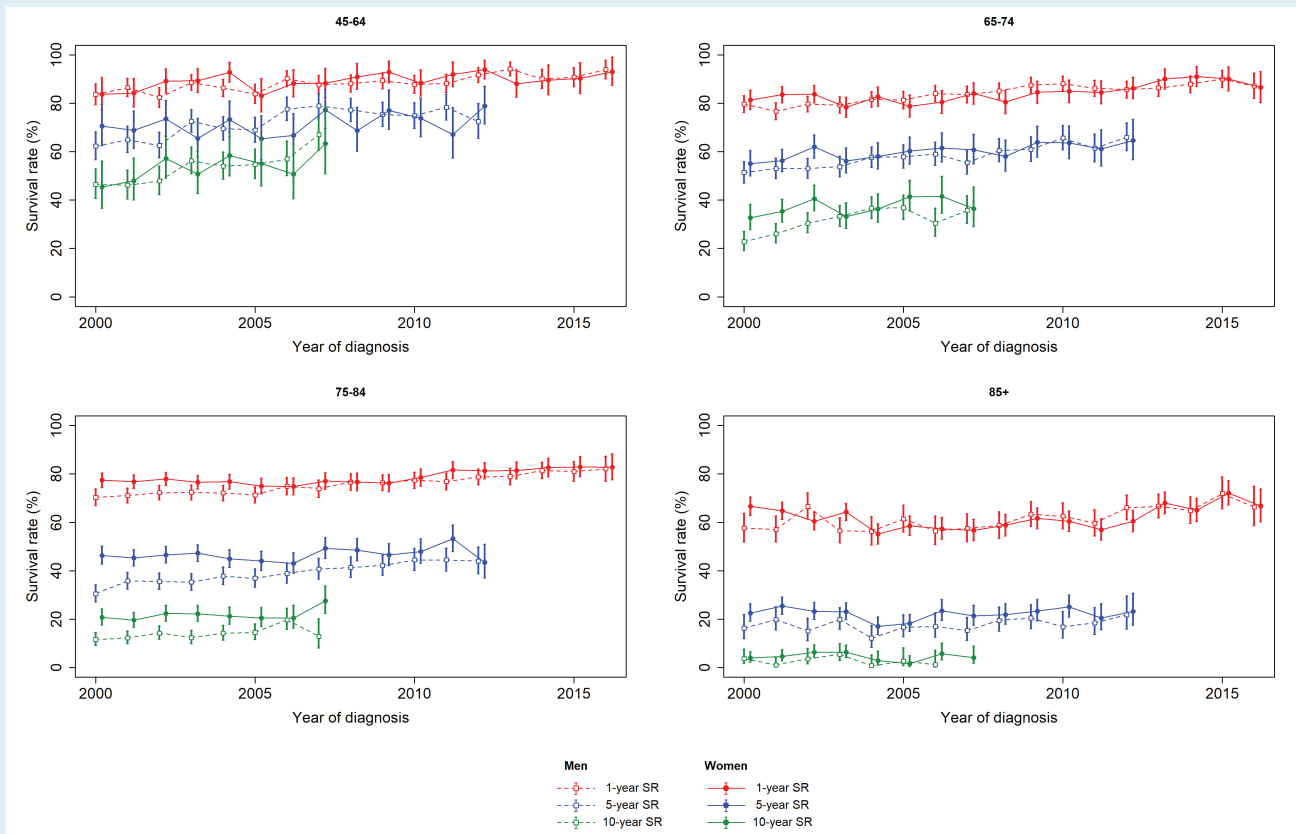 45-64
100
80
60
40
20
0
Survival rate (%)
2000 2005 2010 2015
Year of diagnosis
65-74
100
80
60
40
20
0
Survival rate (%)
2000 2005 2010 2015
Year of diagnosis
75-84
100
80
60
40
20
0
Survival rate (%)
2000 2005 2010 2015
Year of diagnosis
85+
100
80
60
40
20
0
Survival rate (%)
2000 2005 2010 2015
Year of diagnosis
Men Women
1-year SR 1-year SR
5-year SR 5-year SR
10-year SR 10-year SR